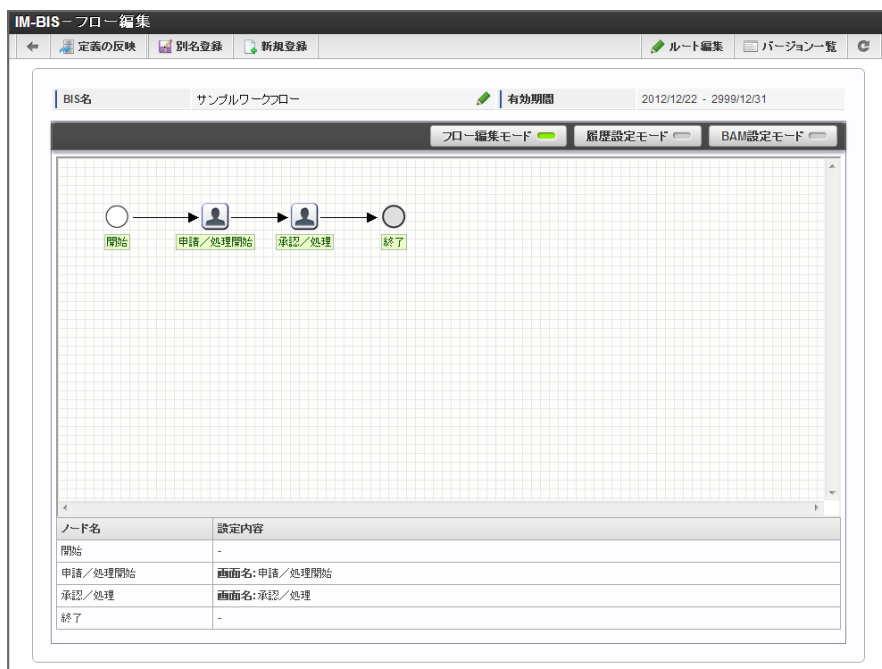 IM-BIS－フロー編集
定義の反映 別名登録 新規登録 ルート編集 バージョン一覧
BIS名 サンプルワークフロー 有効期間 2012/12/22 - 2999/12/31
フロー編集モード 履歴設定モード BAM設定モード
開始 申請／処理開始 承認／処理 終了
ノード名 設定内容
開始 -
申請／処理開始 画面名:申請／処理開始
承認／処理 画面名:承認／処理
終了 -